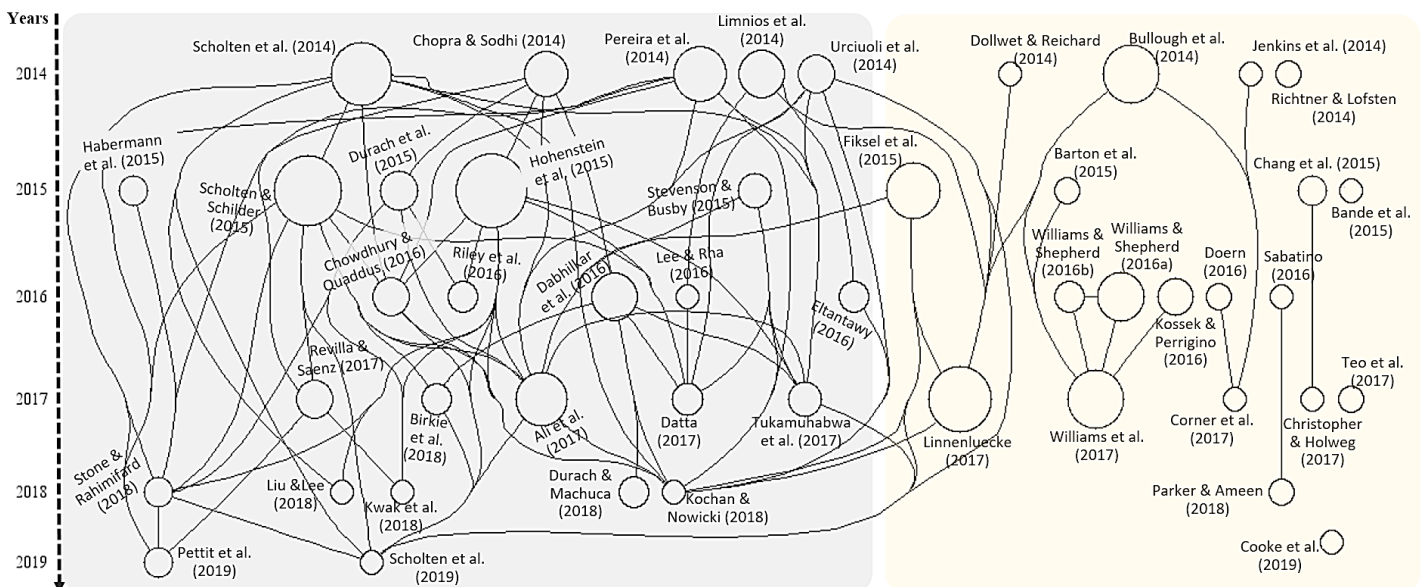 Years
Scholten et al. (2014)
Chopra & Sodhi (2014)
Pereira et al.
(2014)
Limnios et al.
(2014)
Urciuoli et al.
(2014)
Dollwet & Reichard
(2014)
Bullough et al.
(2014)
Jenkins et al. (2014)
Richtner & Lofsten
(2014)
2014
Habermann
et al. (2015)
Durach et al.
(2015)
Hohenstein
et al, (2015)
Fiksel et al.
(2015)
Barton et al.
(2015)
Chang et al. (2015)
Bande et al.
(2015)
2015
Scholten &
Schilder
(2015)
Stevenson &
Busby (2015)
Chowdhury &
Quaddus (2016)
Riley et al.
(2016)
Dabhilkar
et al, (2016)
Lee & Rha
(2016)
Eltantawy
(2016)
Williams &
Shepherd
(2016b)
Williams &
Shepherd
(2016a)
Kossek &
Perrigino
(2016)
Doern
(2016)
Sabatino
(2016)
2016
Revilla &
Saenz (2017)
Teo et al.
(2017)
2017
Birkie
et al.
(2018)
Ali et al.
(2017)
Datta
(2017)
Tukamuhabwa
et al. (2017)
Linnenluecke
(2017)
Williams et al.
(2017)
Corner et al.
(2017)
Christopher
& Holweg
(2017)
Stone &
Rahimifard
(2018)
2018
Liu &Lee
(2018)
Kwak et al.
(2018)
Durach &
Machuca
(2018)
Kochan &
Nowicki (2018)
Parker & Ameen
(2018)
2019
Pettit et al.
(2019)
Scholten et al.
(2019)
Cooke et al.
(2019)